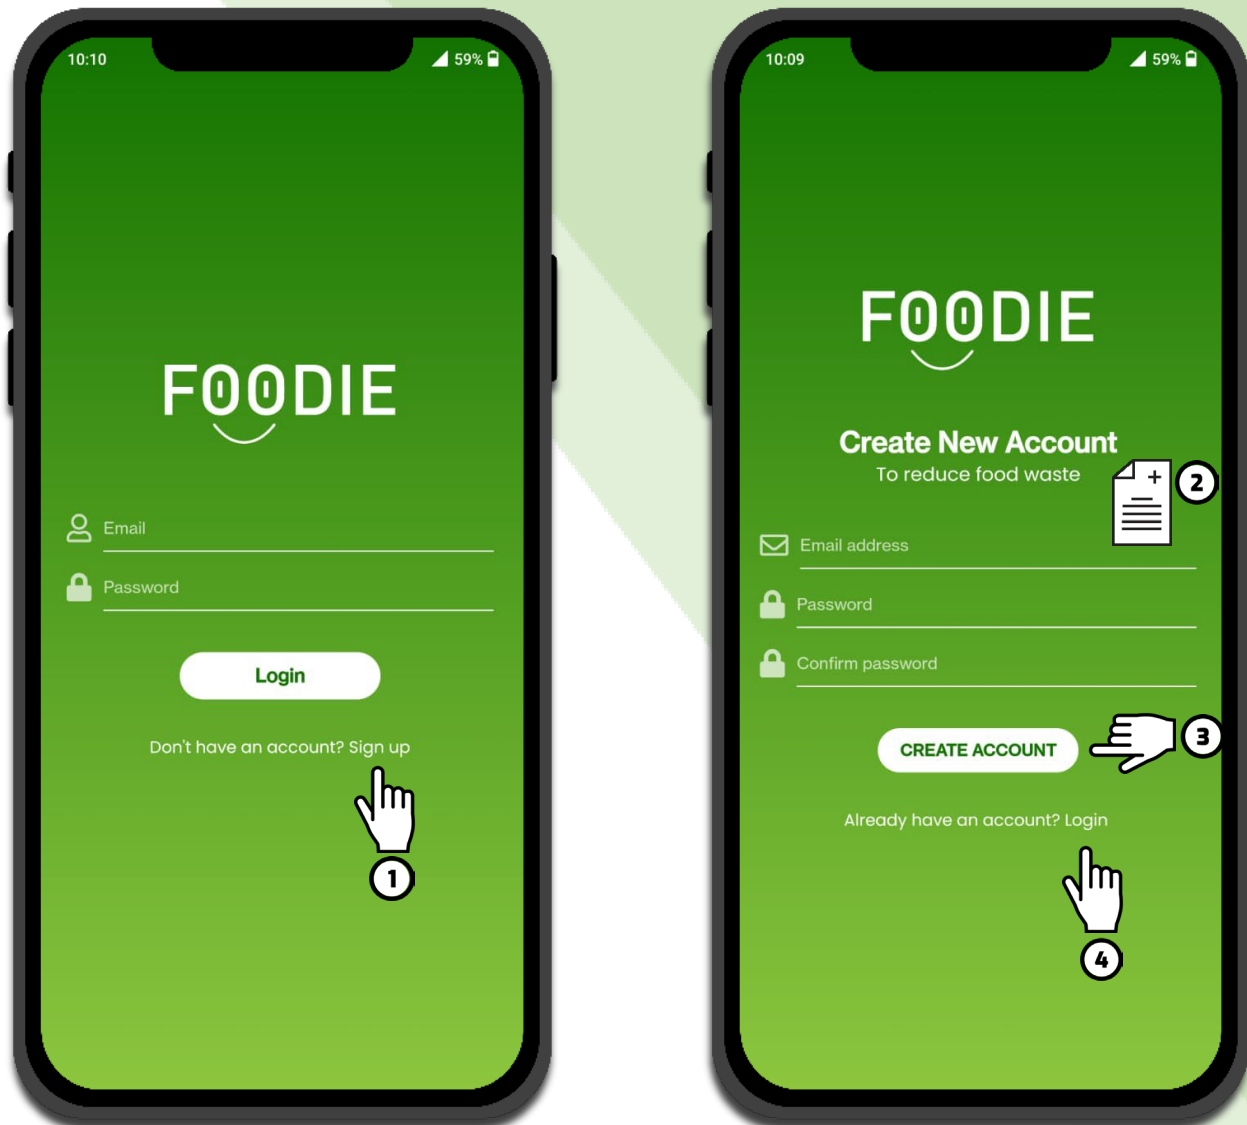 10:10
59%
FOODIE
Email
Password
Login
Don't have an account? Sign up
1
10:09
59%
FOODIE
Create New Account
To reduce food waste
2
Email address
Password
Confirm password
CREATE ACCOUNT
3
Already have an account? Login
4